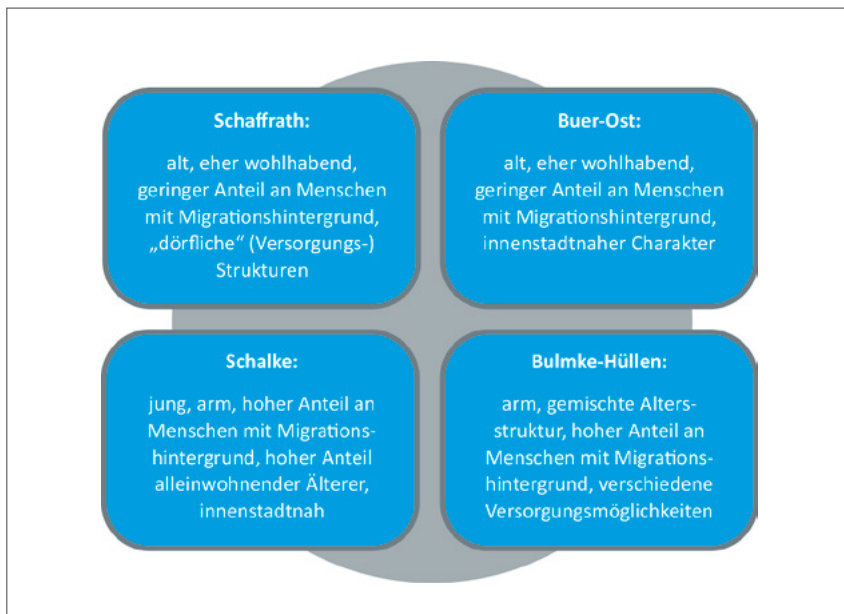 Schaffrath:
alt, eher wohlhabend,
geringer Anteil an Menschen
mit Migrationshintergrund,
„dörfliche“ (Versorgungs-)
Strukturen
Buer-Ost:
alt, eher wohlhabend,
geringer Anteil an Menschen
mit Migrationshintergrund,
innenstadtnaher Charakter
Schalke:
jung, arm, hoher Anteil an
Menschen mit Migrations-
hintergrund, hoher Anteil
alleinwohnender Älterer,
innenstadtnah
Bulmke-Hüllen:
arm, gemischte Alters-
struktur, hoher Anteil an
Menschen mit Migrations-
hintergrund, verschiedene
Versorgungsmöglichkeiten